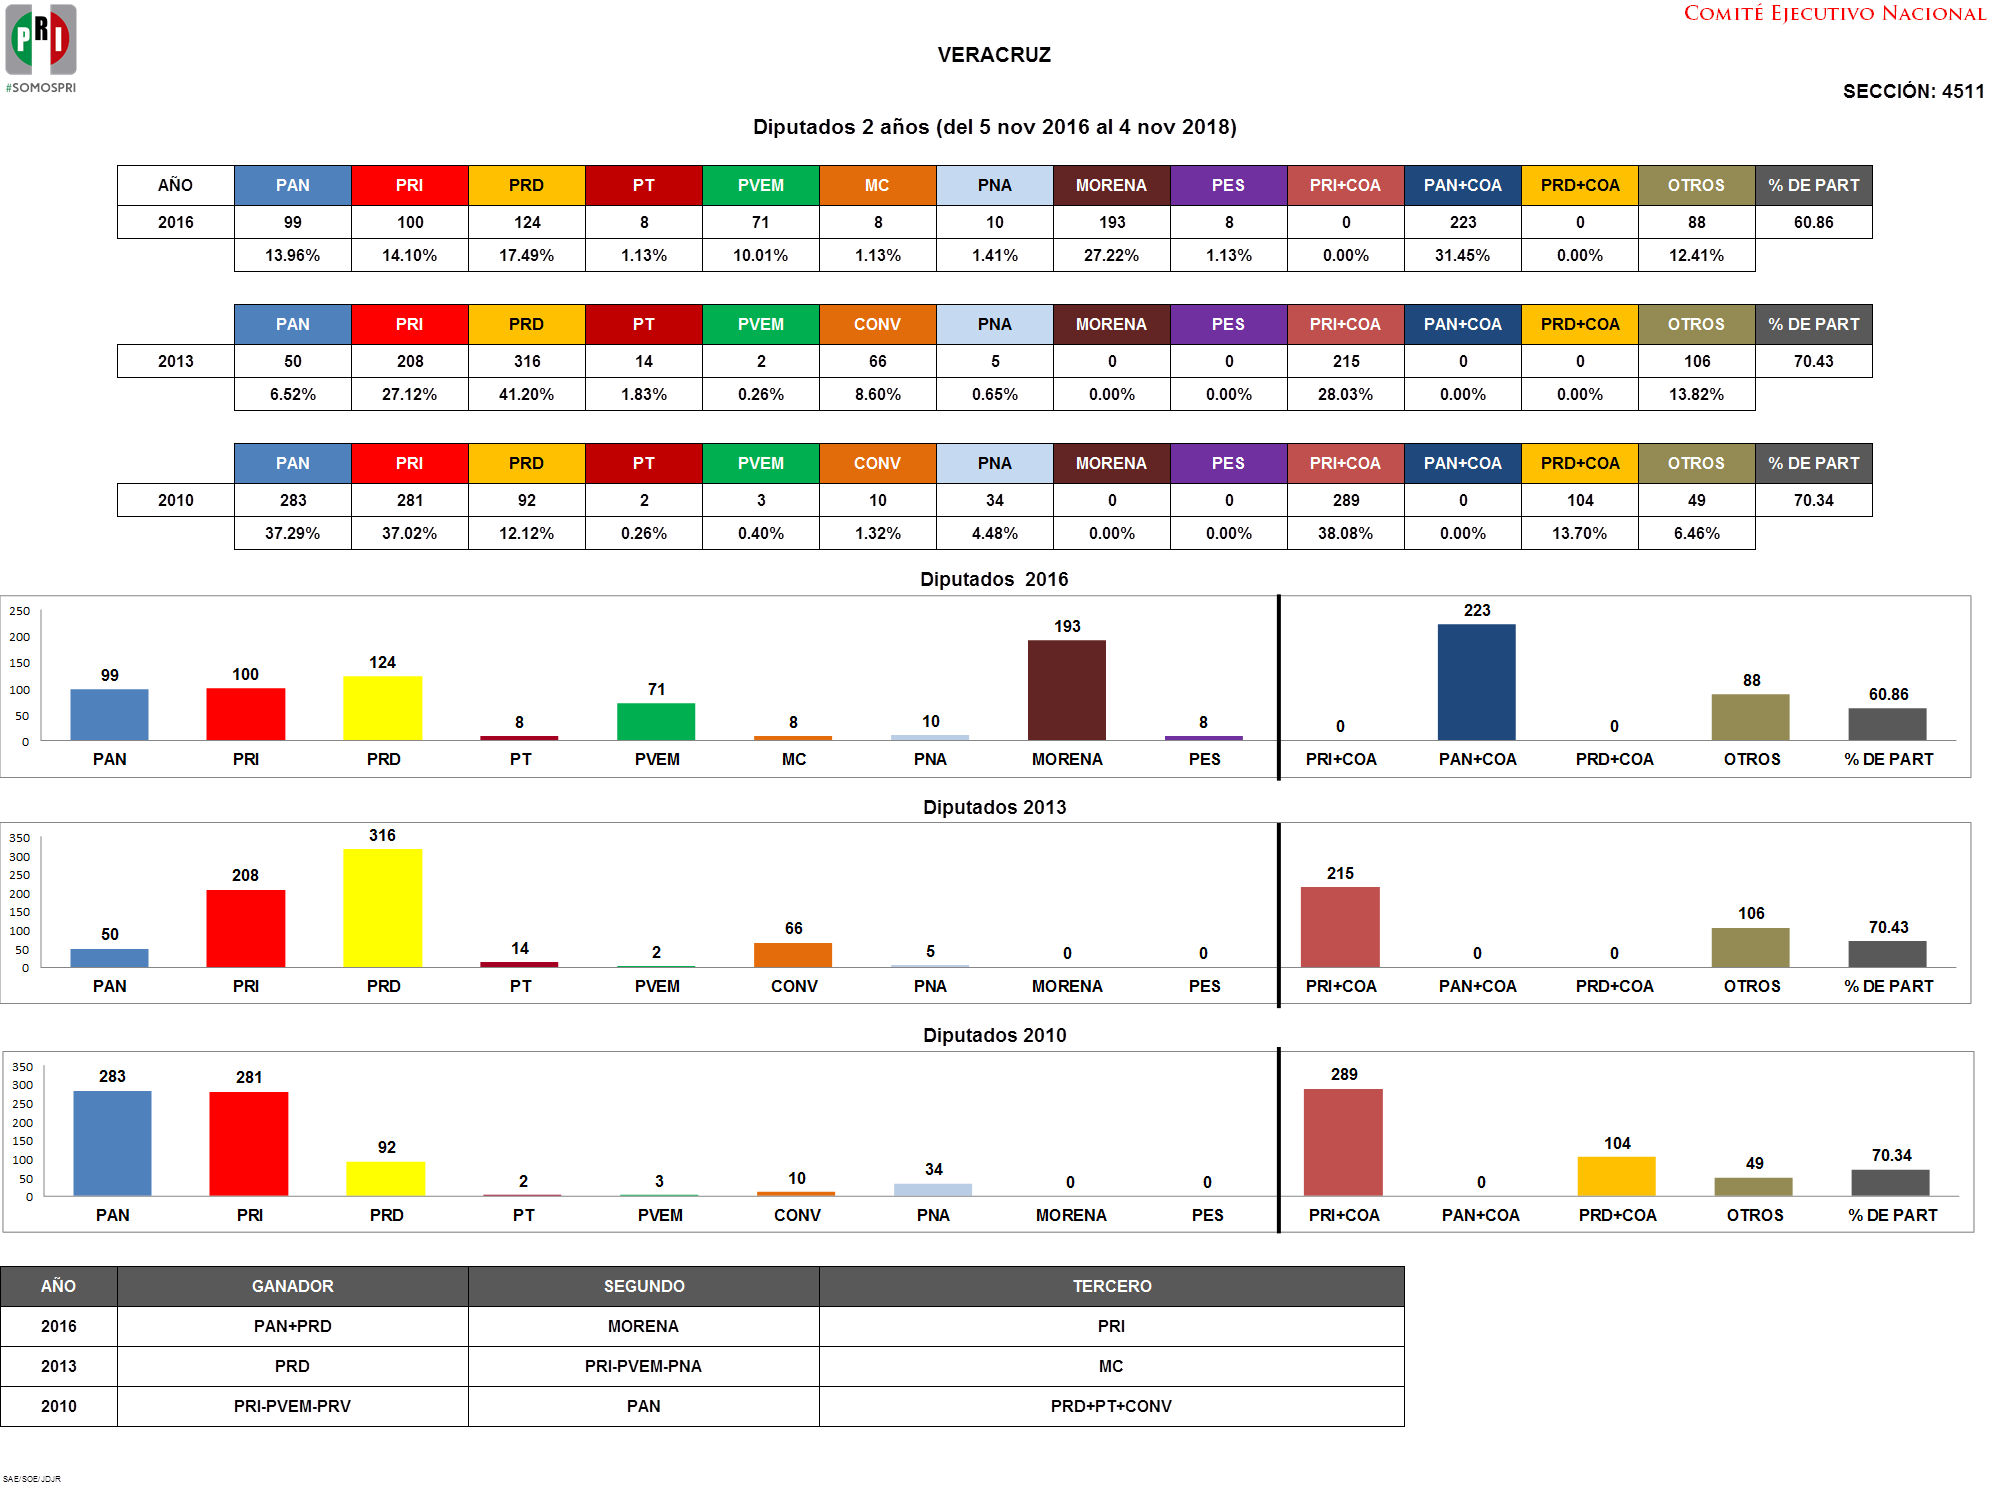 COMITÉ EJECUTIVO NACIONAL
PRI
#SOMOSPRI
VERACRUZ
SECCIÓN: 4511
Diputados 2 años (del 5 nov 2016 al 4 nov 2018)
AÑO PAN PRI PRD PT PVEM MC PNA MORENA PES PRI+COA PAN+COA PRD+COA OTROS % DE PART
2016 99 100 124 8 71 8 10 193 8 0 223 0 88 60.86
13.96% 14.10% 17.49% 1.13% 10.01% 1.13% 1.41% 27.22% 1.13% 0.00% 31.45% 0.00% 12.41%
PAN PRI PRD PT PVEM CONV PNA MORENA PES PRI+COA PAN+COA PRD+COA OTROS % DE PART
2013 50 208 316 14 2 66 5 0 0 215 0 0 106 70.43
6.52% 27.12% 41.20% 1.83% 0.26% 8.60% 0.65% 0.00% 0.00% 28.03% 0.00% 0.00% 13.82%
PAN PRI PRD PT PVEM CONV PNA MORENA PES PRI+COA PAN+COA PRD+COA OTROS % DE PART
2010 283 281 92 2 3 10 34 0 0 289 0 104 49 70.34
37.29% 37.02% 12.12% 0.26% 0.40% 1.32% 4.48% 0.00% 0.00% 38.08% 0.00% 13.70% 6.46%
Diputados 2016
250
200
150
100
50
0
99 100 124 8 71 8 10 193 8 0 223 0 88 60.86
PAN PRI PRD PT PVEM MC PNA MORENA PES PRI+COA PAN+COA PRD+COA OTROS % DE PART
Diputados 2013
350
300
250
200
150
100
50
0
50 208 316 14 2 66 5 0 0 215 0 0 106 70.43
PAN PRI PRD PT PVEM CONV PNA MORENA PES PRI+COA PAN+COA PRD+COA OTROS % DE PART
Diputados 2010
350
300
250
200
150
100
50
0
283 281 92 2 3 10 34 0 0 289 0 104 49 70.34
PAN PRI PRD PT PVEM CONV PNA MORENA PES PRI+COA PAN+COA PRD+COA OTROS % DE PART
AÑO GANADOR SEGUNDO TERCERO
2016 PAN+PRD MORENA PRI
2013 PRD PRI-PVEM-PNA MC
2010 PRI-PVEM-PRV PAN PRD+PT+CONV
SAE/SOE/JDJR